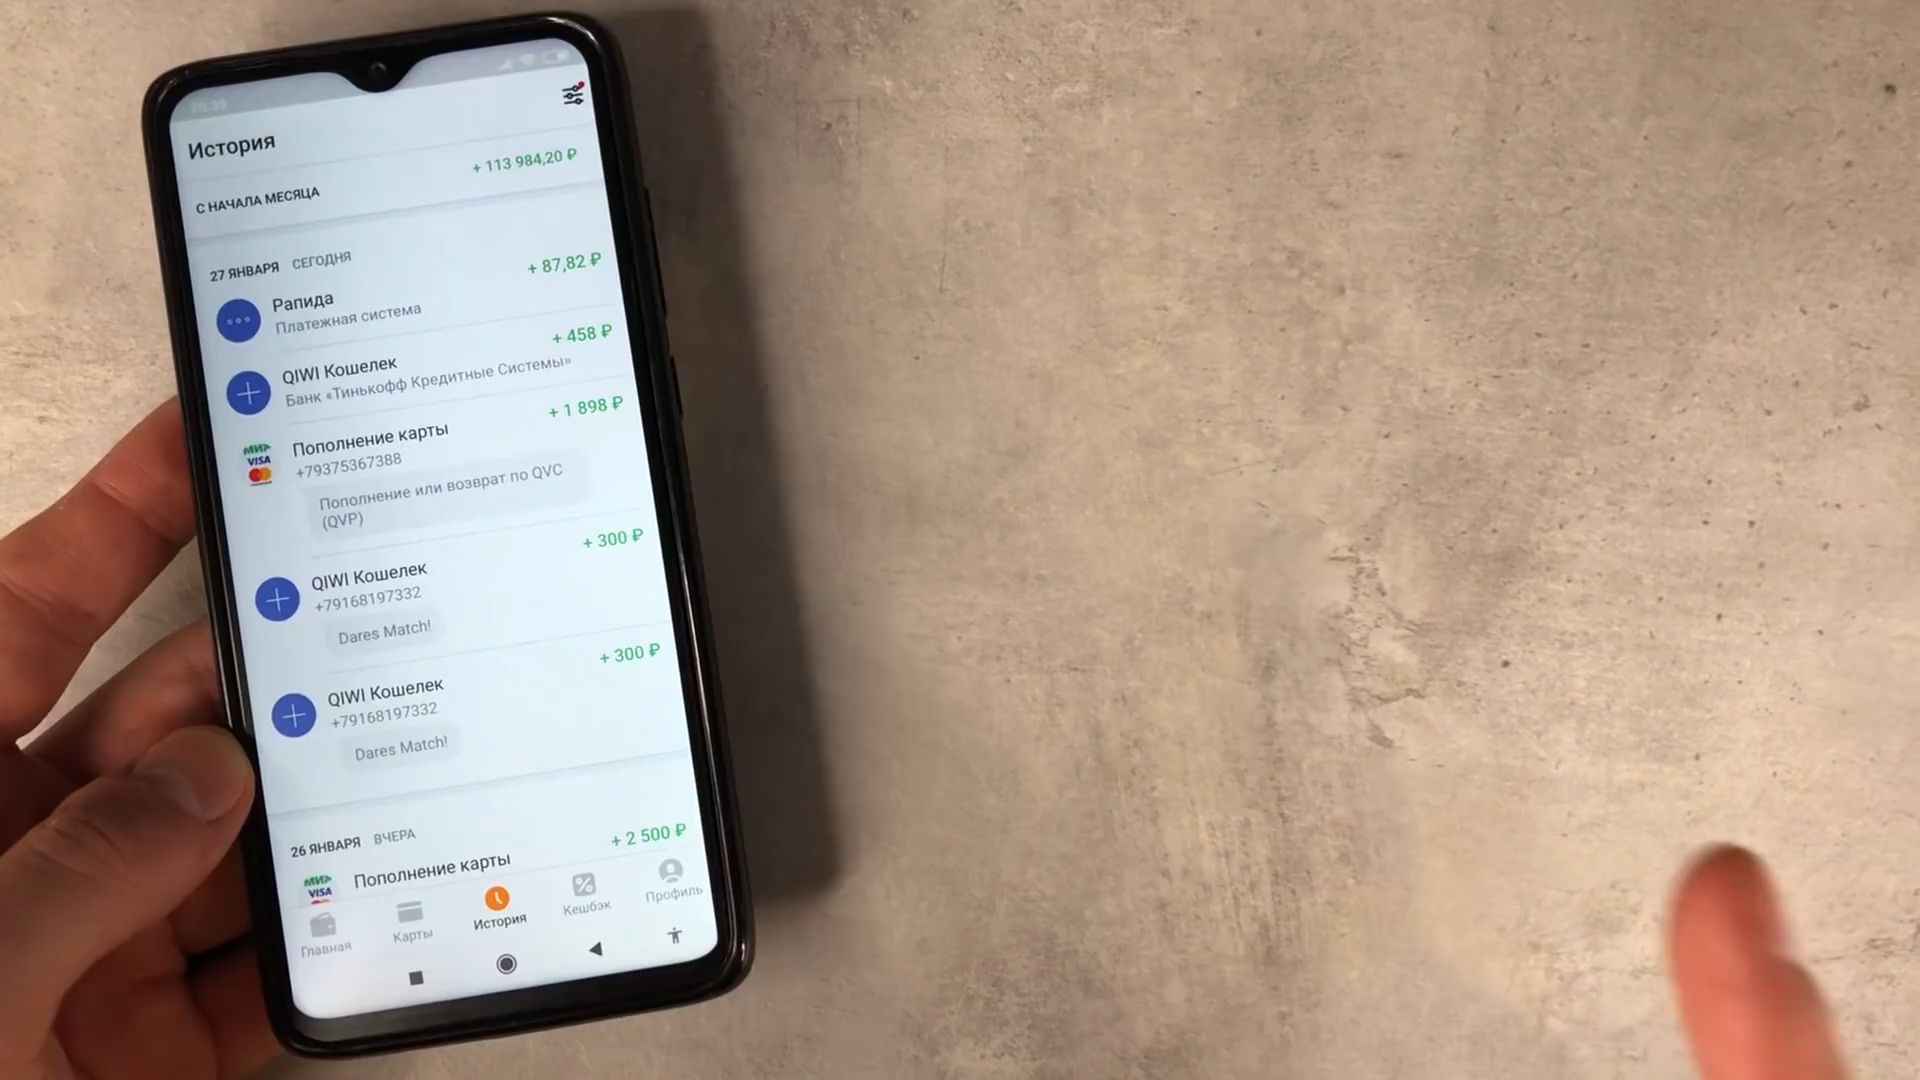 История
+ 113 984,20 ₽
С НАЧАЛА МЕСЯЦА
27 ЯНВАРЯ СЕГОДНЯ
+ 87,82 ₽
Рапида
Платежная система
+ 458 ₽
QIWI Кошелек
Банк «Тинькофф Кредитные Системы»
+ 1 898 ₽
МИР
VISA
Пополнение карты
+79375367388
Пополнение или возврат по QVC
(QVP)
+ 300 ₽
QIWI Кошелек
+79168197332
Dares Match!
+ 300 ₽
QIWI Кошелек
+79168197332
Dares Match!
26 ЯНВАРЯ ВЧЕРА
+ 2 500 ₽
МИР
VISA
Пополнение карты
Главная
Карты
История
Кешбэк
Профиль